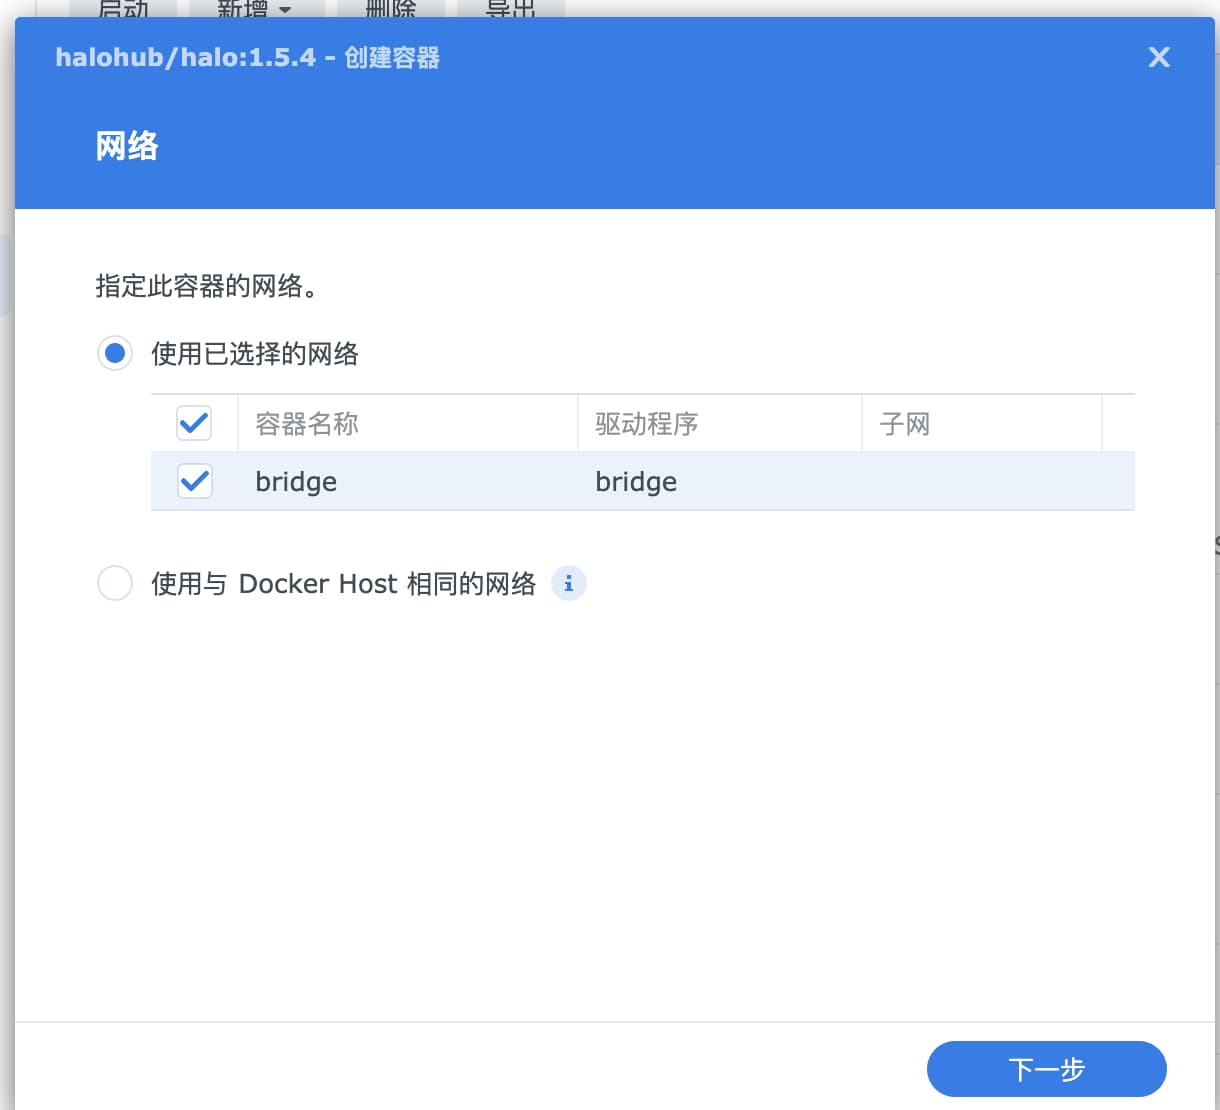 启动 新增 删除 导出
halohub/halo:1.5.4 - 创建容器
网络
指定此容器的网络。
使用已选择的网络
容器名称 驱动程序 子网
bridge bridge
使用与 Docker Host 相同的网络
下一步